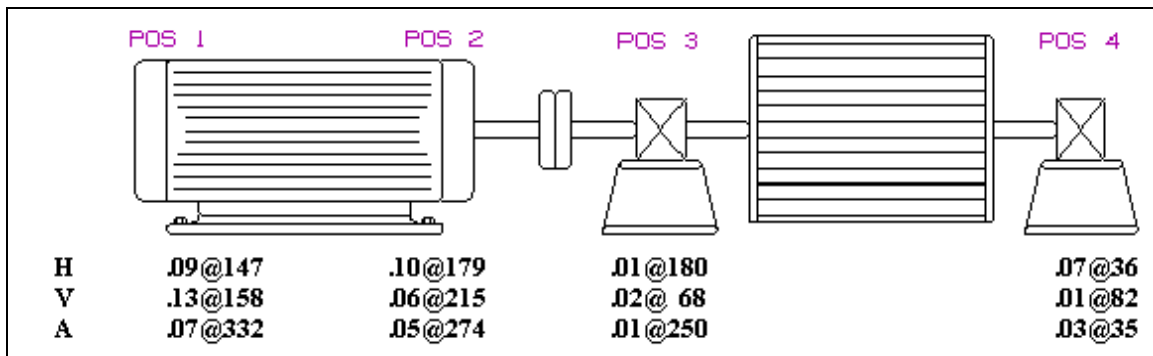 POS 1 POS 2 POS 3 POS 4
H .09@147 .10@179 .01@180 .07@36
V .13@158 .06@215 .02@ 68 .01@82
A .07@332 .05@274 .01@250 .03@35